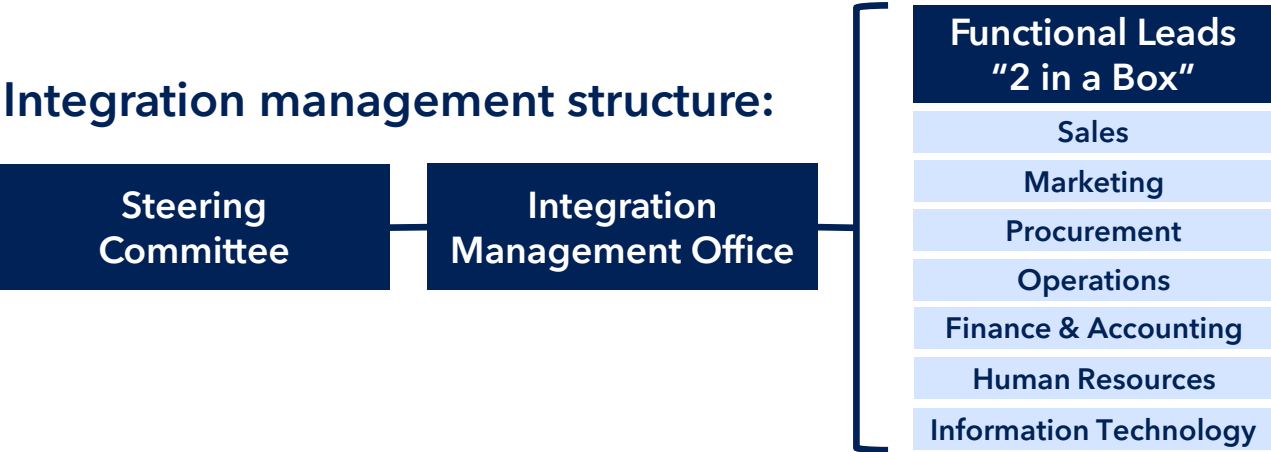 Integration management structure:
Steering
Committee
Integration
Management Office
Functional Leads
“2 in a Box”
Sales
Marketing
Procurement
Operations
Finance & Accounting
Human Resources
Information Technology